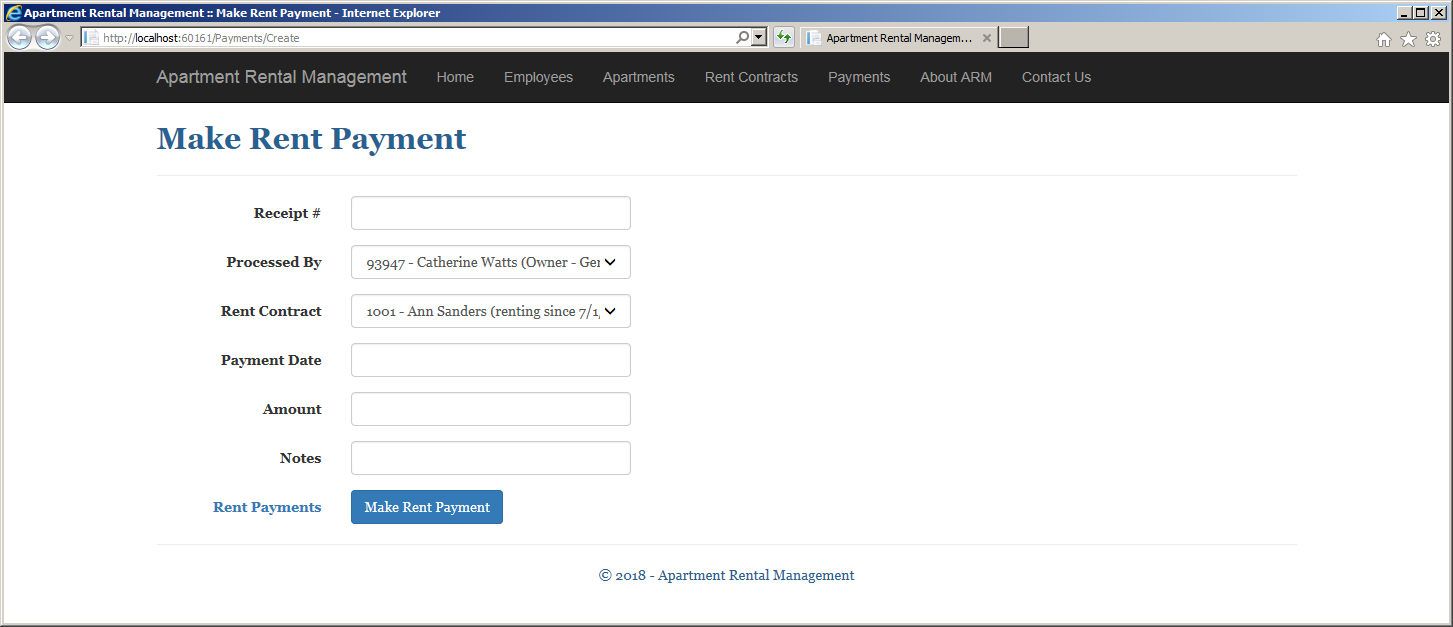 Apartment Rental Management :: Make Rent Payment - Internet Explorer
http://localhost:60161/Payments/Create
Apartment Rental Managem...
Apartment Rental Management Home Employees Apartments Rent Contracts Payments About ARM Contact Us
Make Rent Payment
Receipt #
Processed By 93947 - Catherine Watts (Owner - Ger
Rent Contract 1001 - Ann Sanders (renting since 7/1,
Payment Date
Amount
Notes
Rent Payments Make Rent Payment
© 2018 - Apartment Rental Management